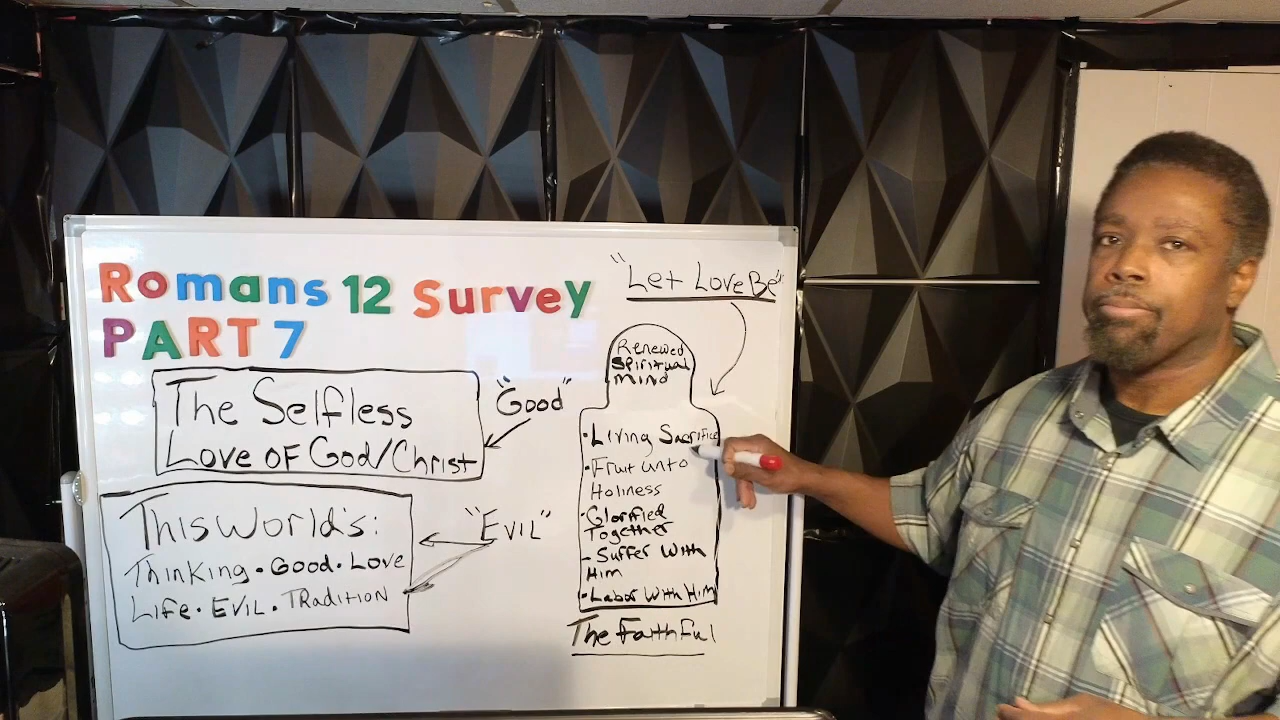 Romans 12 Survey
PART 7
The Selfless
Love of God/Christ
"Good"
This World's:
Thinking • Good • Love
Life • Evil • Tradition
"Evil"
"Let Love Be"
Renewed
Spiritual
Mind
• Living Sacrifice
• Fruit unto
Holiness
• Glorified
Together
- Suffer With
Him
• Labor With Him
The Faithful